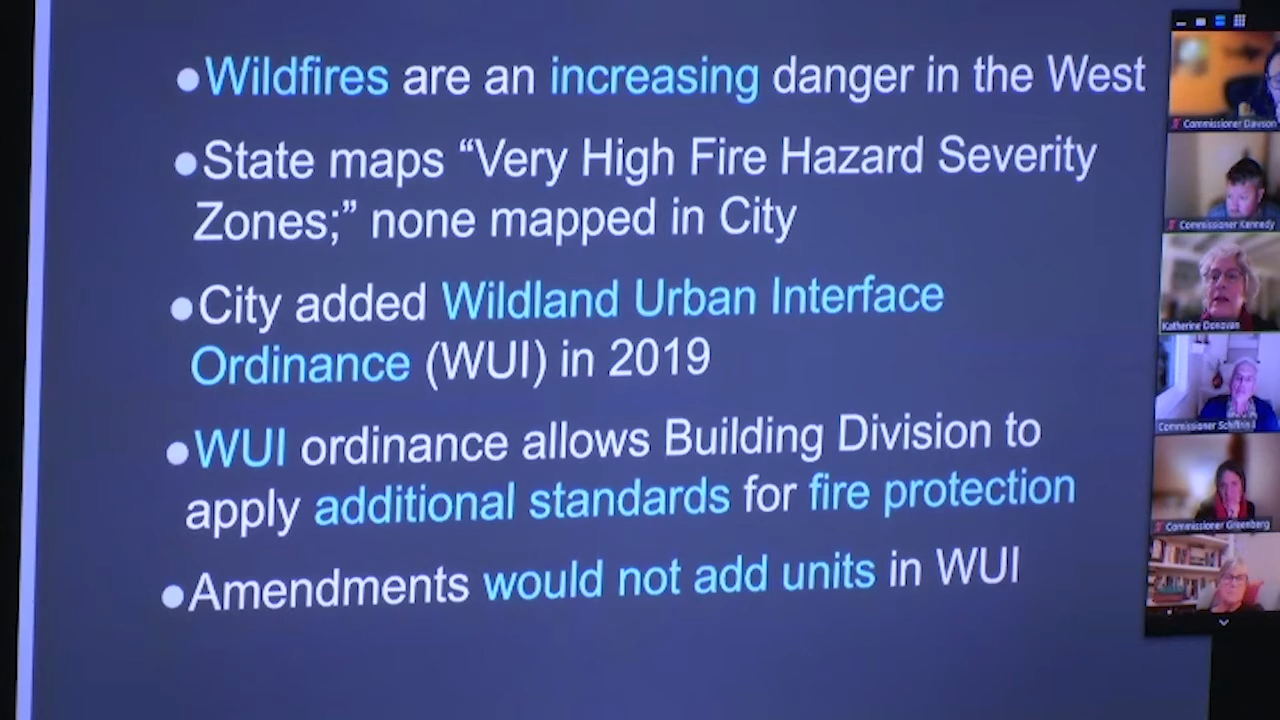 ●Wildfires are an increasing danger in the West
●State maps “Very High Fire Hazard Severity
Zones;” none mapped in City
●City added Wildland Urban Interface
Ordinance (WUI) in 2019
●WUI ordinance allows Building Division to
apply additional standards for fire protection
●Amendments would not add units in WUI
Commissioner Dawson
Commissioner Kennedy
Katherine Donovan
Commissioner Schiffrin
Commissioner Greenberg